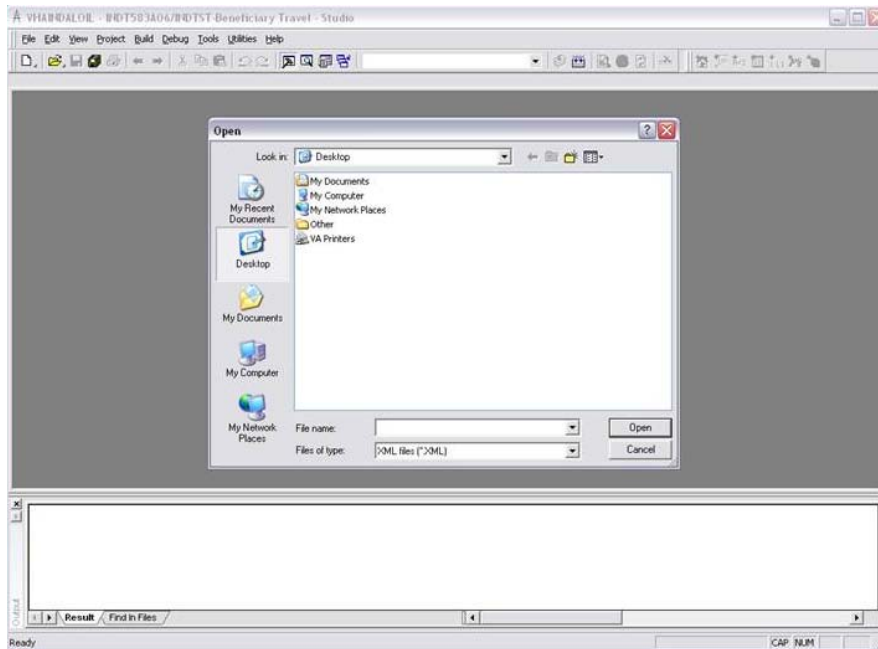 VHAINDALOIL - INDT583A06/INDTST-Beneficiary Travel - Studio
File Edit View Project Build Debug Tools Utilities Help
Open
Look in: Desktop
My Recent Documents
Desktop
My Documents
My Computer
My Network Places
My Documents
My Computer
My Network Places
Other
VA Printers
File name:
Open
Files of type: XML files (*.XML)
Cancel
Output
Result Find in Files
Ready
CAP NUM